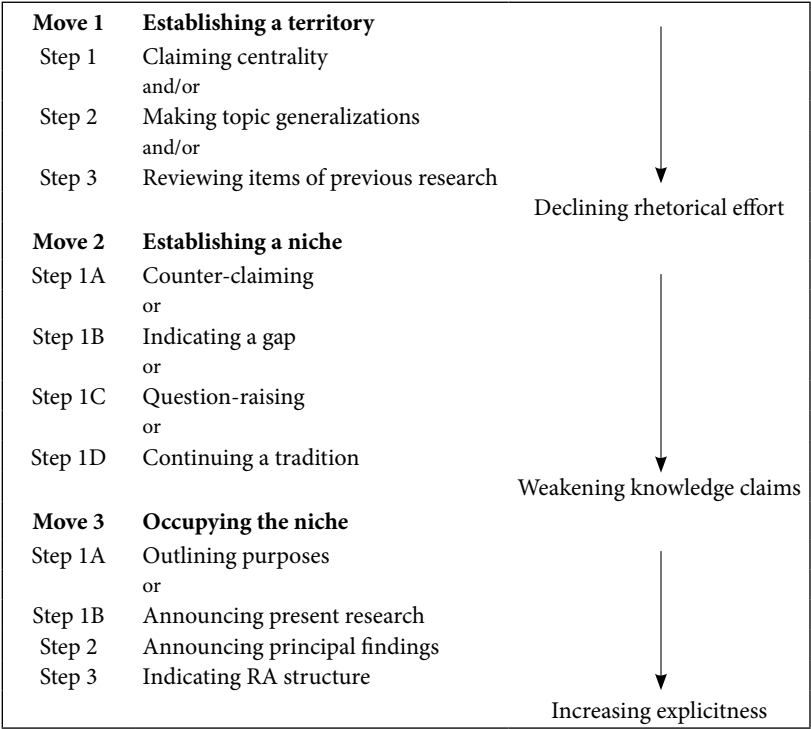 Move 1 Establishing a territory
Step 1 Claiming centrality
and/or
Step 2 Making topic generalizations
and/or
Step 3 Reviewing items of previous research
Declining rhetorical effort
Move 2 Establishing a niche
Step 1A Counter-claiming
or
Step 1B Indicating a gap
or
Step 1C Question-raising
or
Step 1D Continuing a tradition
Weakening knowledge claims
Move 3 Occupying the niche
Step 1A Outlining purposes
or
Step 1B Announcing present research
Step 2 Announcing principal findings
Step 3 Indicating RA structure
Increasing explicitness